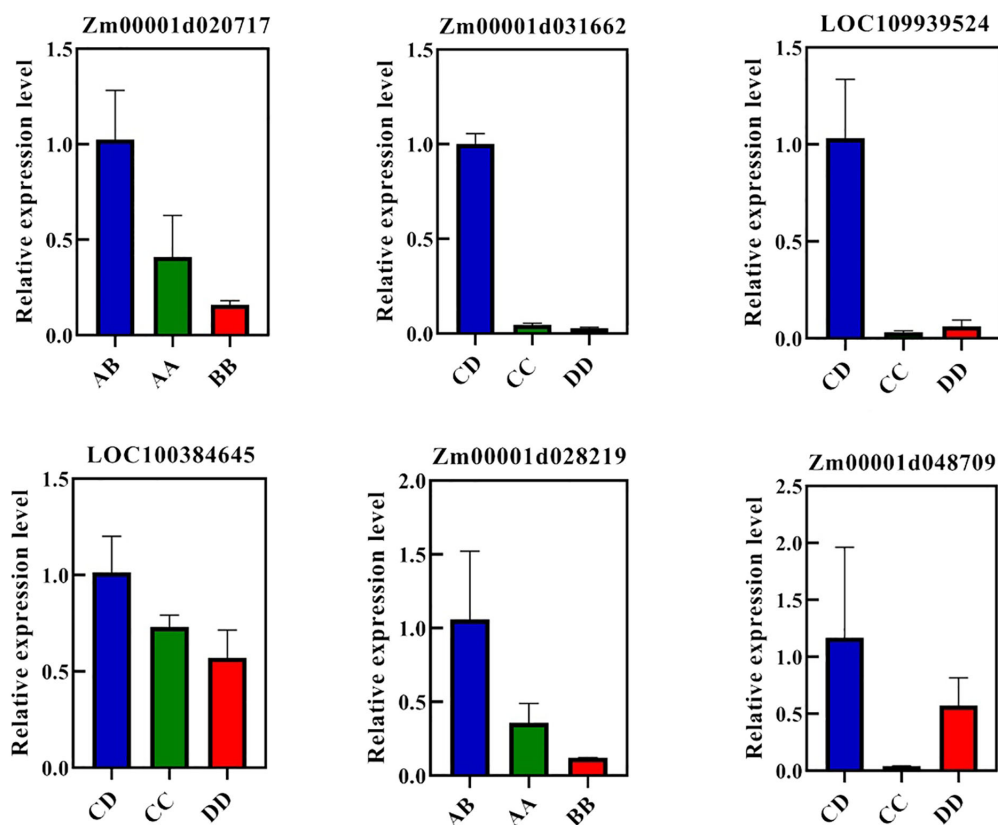 Zm00001d020717
Relative expression level
1.5
1.0
0.5
0.0
AB
AA
BB
Zm00001d031662
Relative expression level
1.5
1.0
0.5
0.0
CD
CC
DD
LOC109939524
Relative expression level
1.5
1.0
0.5
0.0
CD
CC
DD
LOC100384645
Relative expression level
1.5
1.0
0.5
0.0
CD
CC
DD
Zm00001d028219
Relative expression level
2.0
1.5
1.0
0.5
0.0
AB
AA
BB
Zm00001d048709
Relative expression level
2.5
2.0
1.5
1.0
0.5
0.0
CD
CC
DD